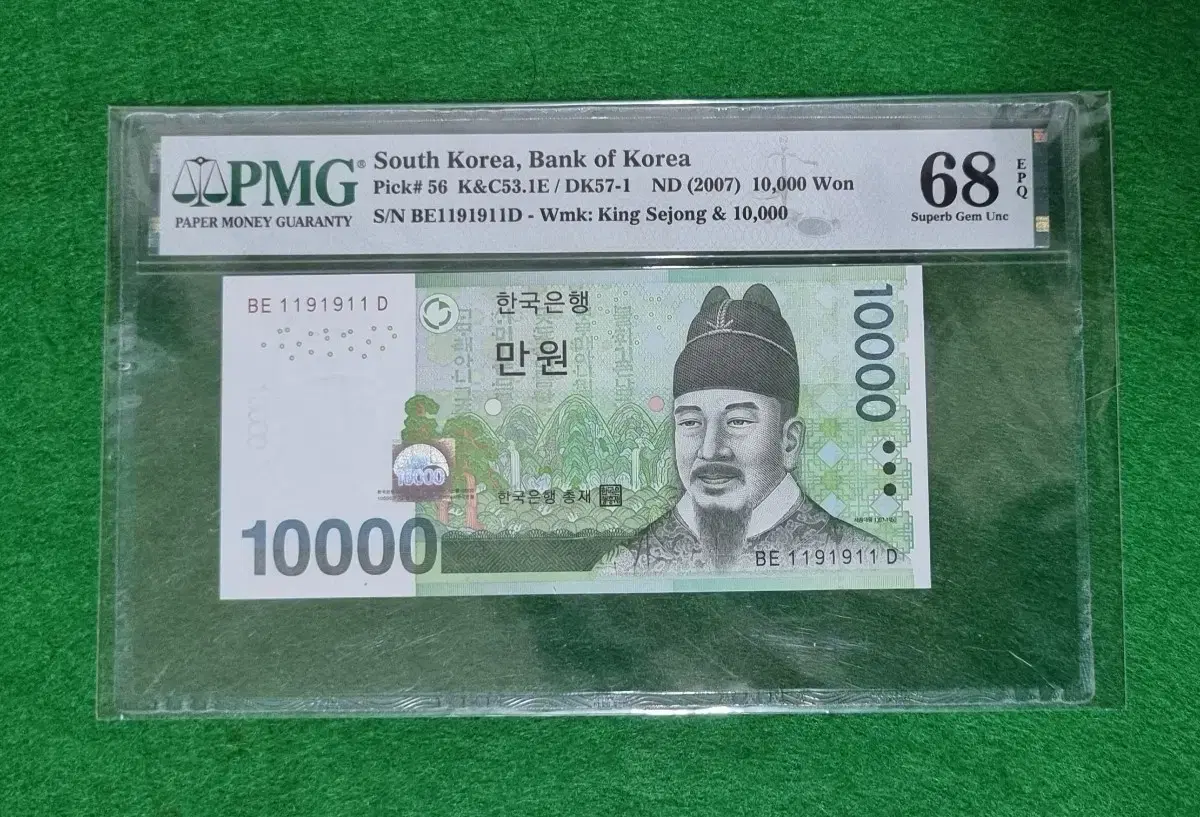 PMG®
PAPER MONEY GUARANTY
South Korea, Bank of Korea
Pick# 56 K&C53.1E / DK57-1 ND (2007) 10,000 Won
S/N BE1191911D - Wmk: King Sejong & 10,000
68
EPQ
Superb Gem Unc
BE 1191911 D
한국은행
만원
10000
10000
한국은행 총재
10000
BE 1191911 D